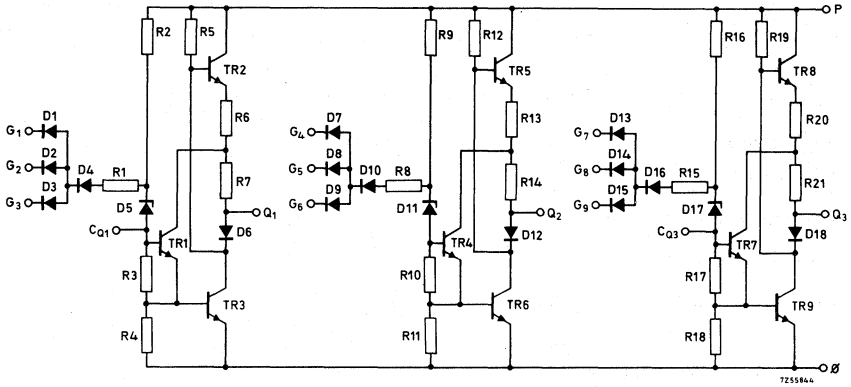 P
R2 R5 R9 R12 R16 R19
TR2 TR5 TR8
R6 R13 R20
D1 D7 D13
G1 G4 G7
D2 D8 D14
G2 D4 R1 R7 G5 D10 R8 R14 G8 D16 R15 R21
D3 D9 D15
G3 G6 G9
D5 Q1 D11 Q2 D17 Q3
CQ1 TR1 D6 TR4 D12 CQ3 TR7 D18
R3 R10 R17
TR3 TR6 TR9
R4 R11 R18
Ø
7Z55844